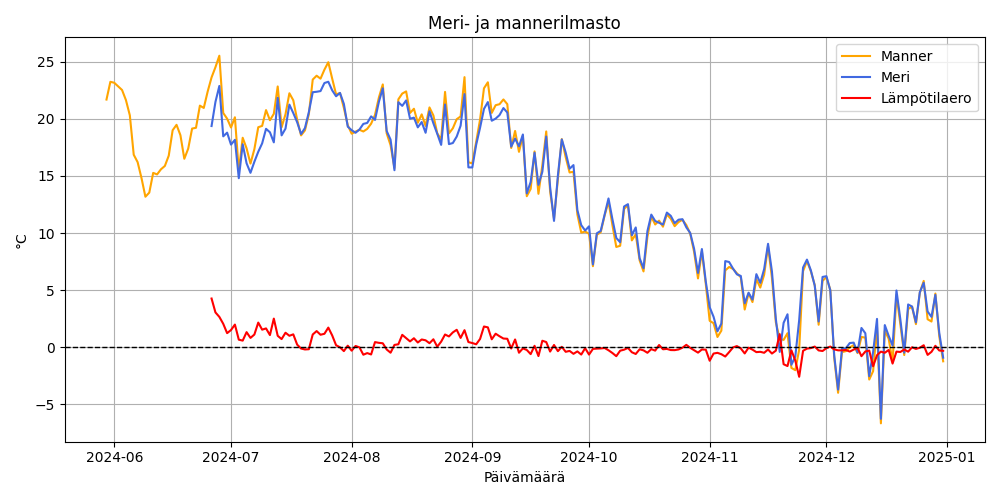 Meri- ja mannerilmasto
Manner
Meri
Lämpötilaero
°C
25
20
15
10
5
0
−5
2024-06
2024-07
2024-08
2024-09
2024-10
2024-11
2024-12
2025-01
Päivämäärä